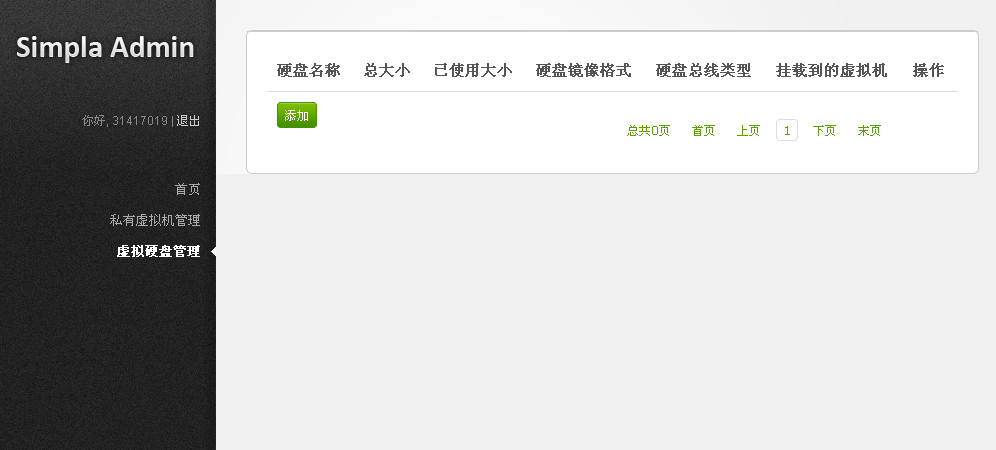 Simpla Admin
你好, 31417019 | 退出
首页
私有虚拟机管理
虚拟硬盘管理
硬盘名称 总大小 已使用大小 硬盘镜像格式 硬盘总线类型 挂载到的虚拟机 操作
添加
总共0页 首页 上页 1 下页 末页